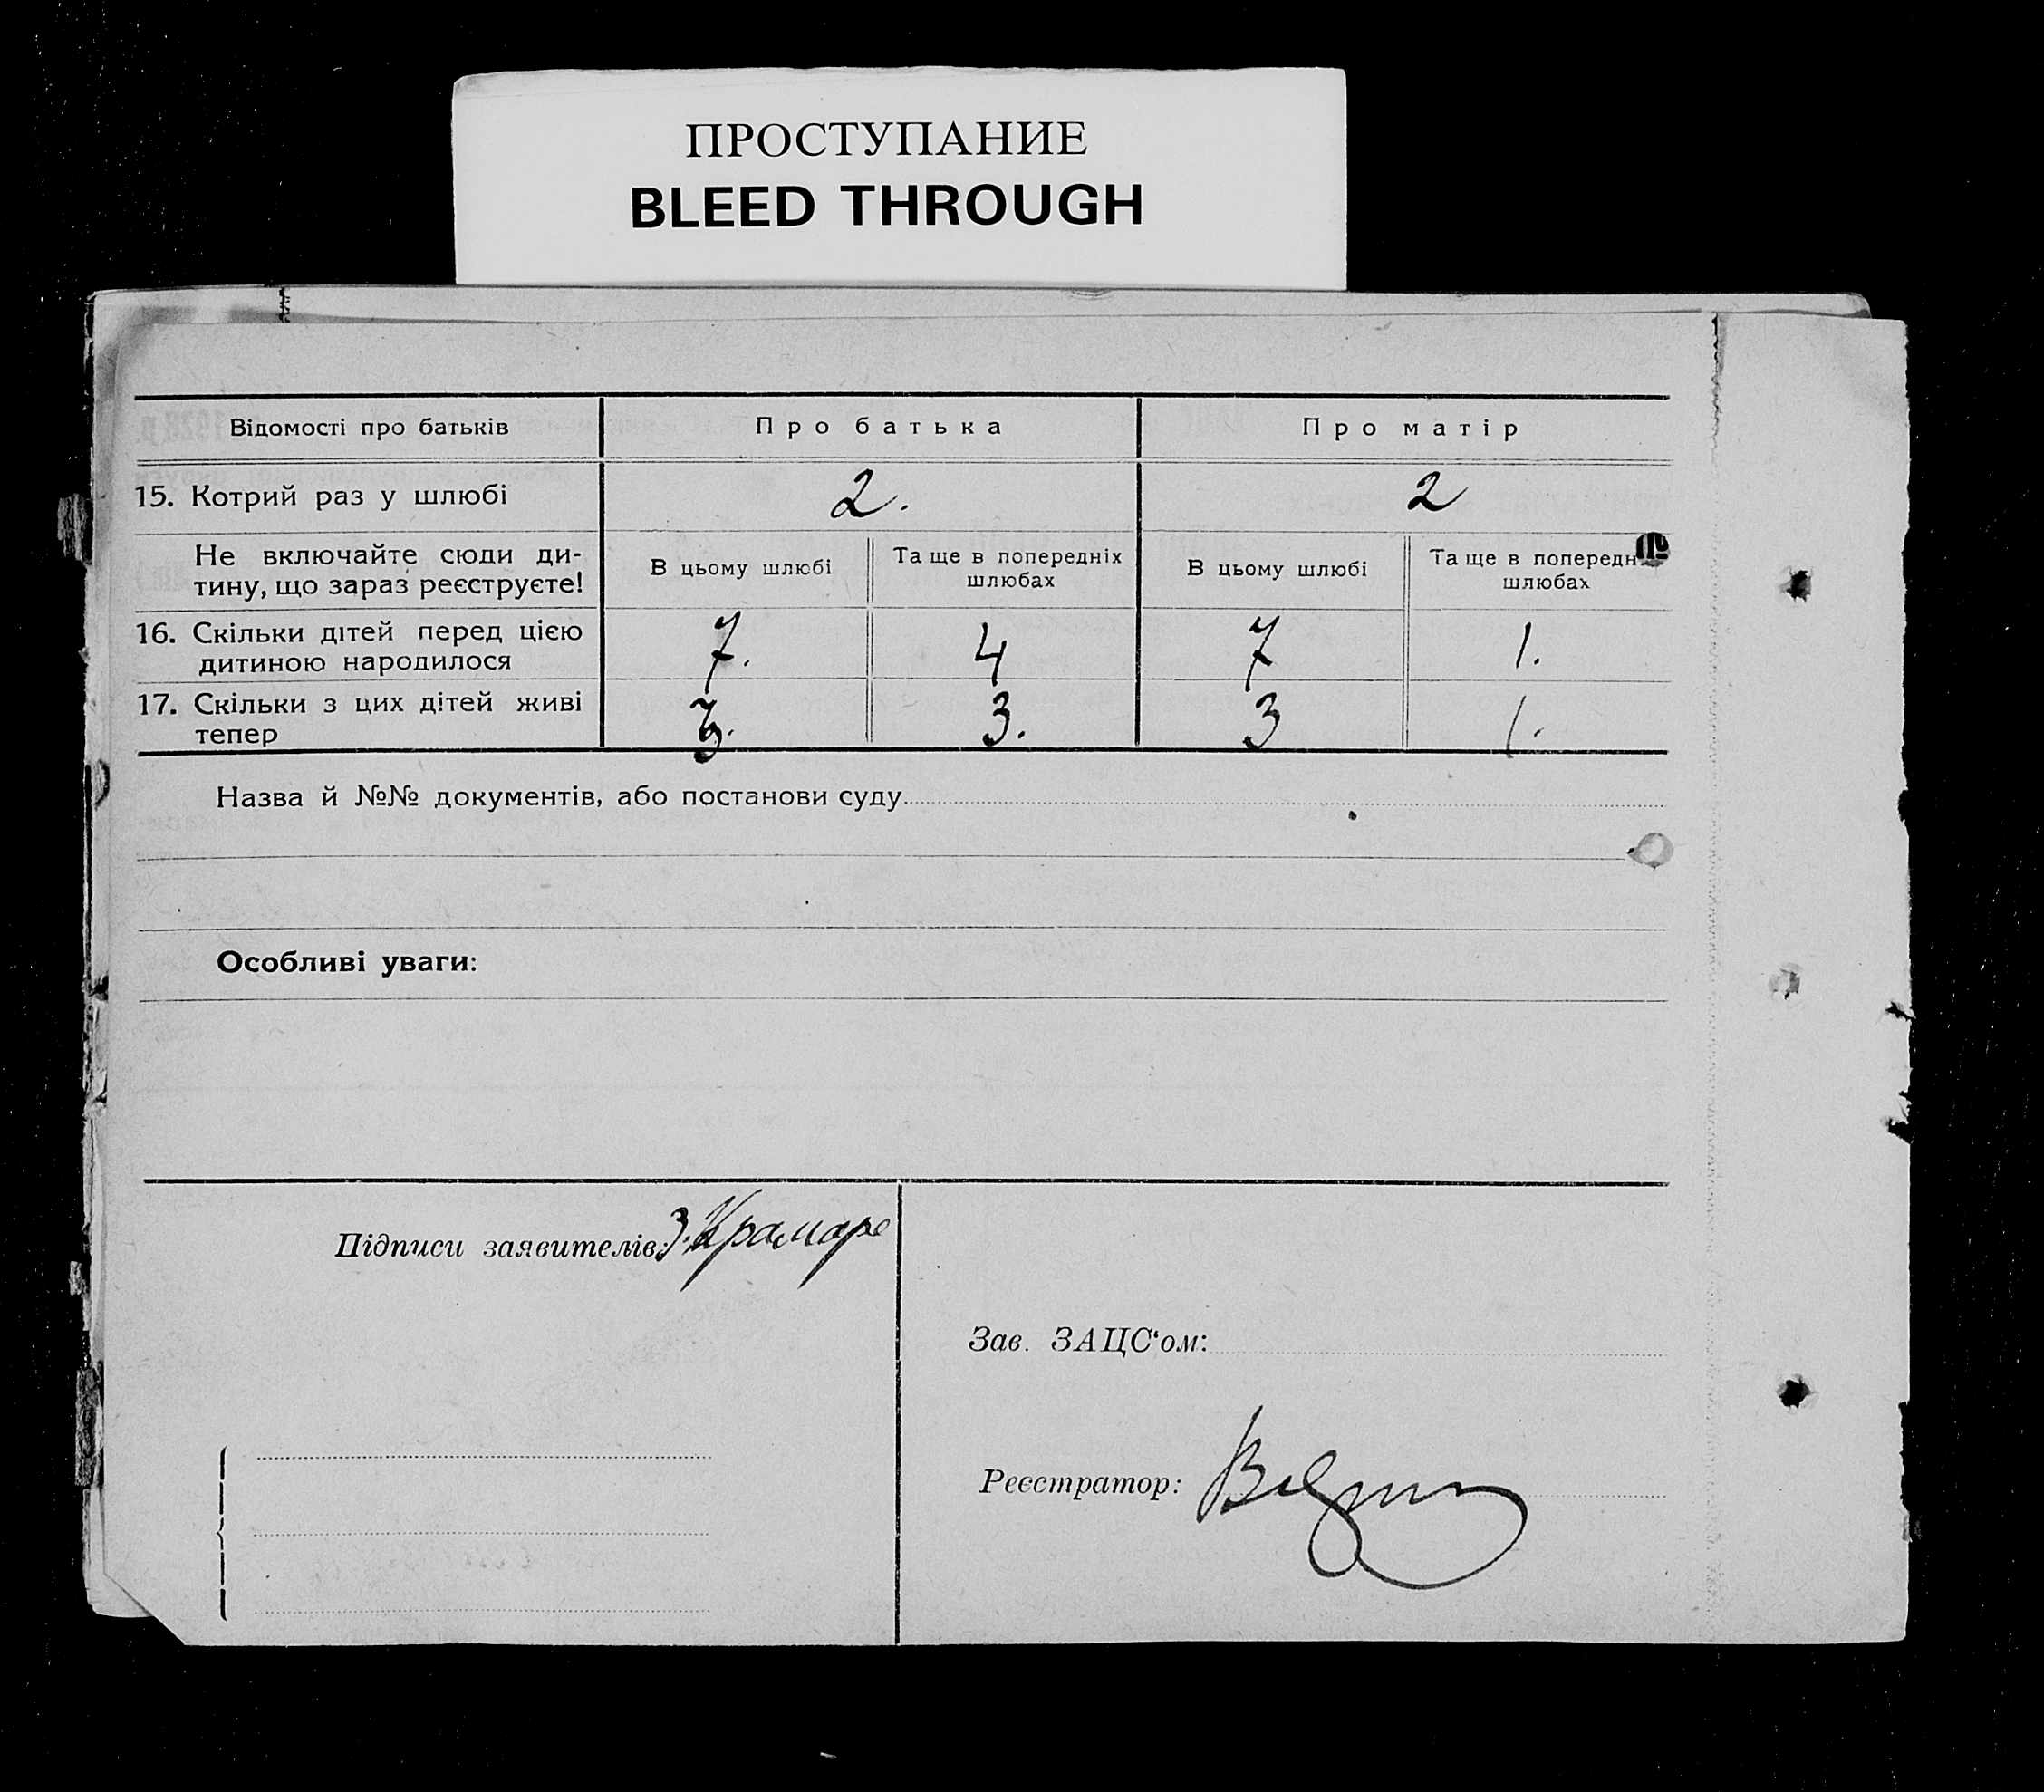 ПРОСТУПАНИЕ
BLEED THROUGH
Відомості про батьків Про батька Про матір
15. Котрий раз у шлюбі 2. 2
Не включайте сюди ди- В цьому шлюбі Та ще в попередніх В цьому шлюбі Та ще в
тину, що зараз реєструєте! шлюбах шлюбах
16. Скільки дітей перед цією 7. 4 7 1.
дитиною народилося
17. Скільки з цих дітей живі 3. 3. 3 1.
тепер
Назва й №№ документів, або постанови суду
Особливі уваги:
Підписи заявителів: З. Крамаре
Зав. ЗАЦС‘ом:
Реєстратор: